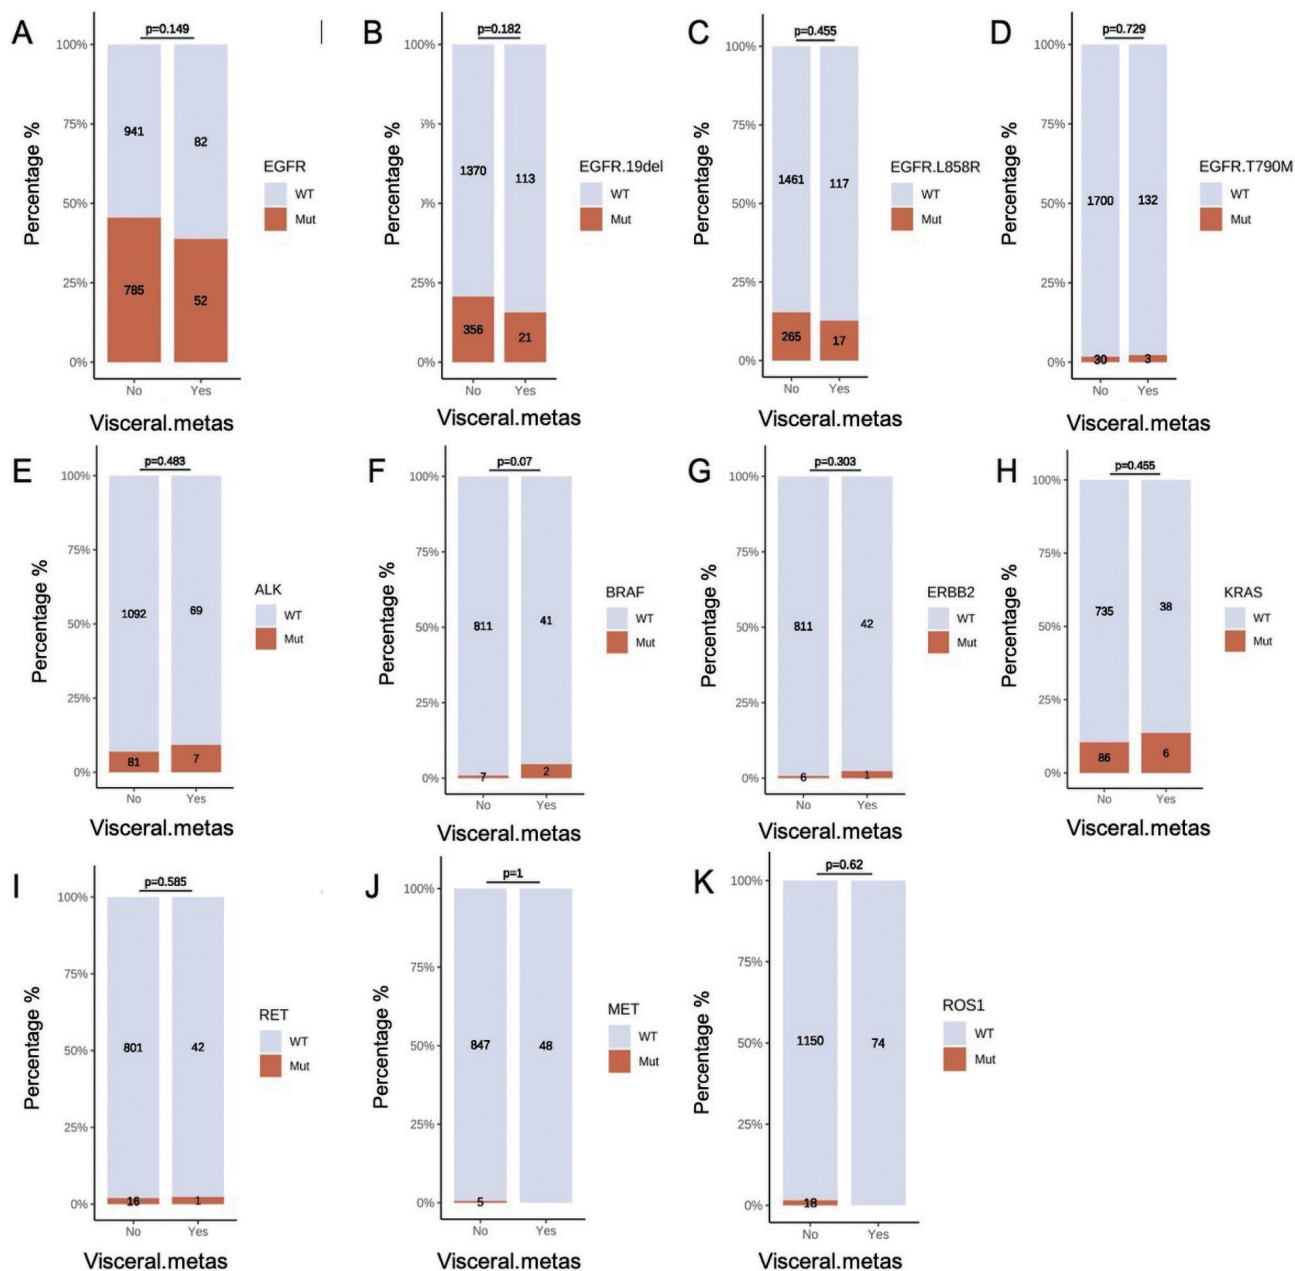 A
p=0.149
100%
75%
50%
25%
0%
Percentage %
941
82
785
52
No
Yes
Visceral.metas
EGFR
WT
Mut
B
p=0.182
100%
5%
)%
25%
0%
Percentage %
1370
113
356
21
No
Yes
Visceral.metas
EGFR.19del
WT
Mut
C
p=0.455
100%
75%
50%
25%
0%
Percentage %
1461
117
265
17
No
Yes
Visceral.metas
EGFR.L858R
WT
Mut
D
p=0.729
100%
75%
50%
25%
0%
Percentage %
1700
132
30
3
No
Yes
Visceral.metas
EGFR.T790M
WT
Mut
E
p=0.483
100%
75%
50%
25%
0%
Percentage %
1092
69
81
7
No
Yes
Visceral.metas
ALK
WT
Mut
F
p=0.07
100%
75%
50%
25%
0%
Percentage %
811
41
7
2
No
Yes
Visceral.metas
BRAF
WT
Mut
G
p=0.303
100%
75%
50%
25%
0%
Percentage %
811
42
6
1
No
Yes
Visceral.metas
ERBB2
WT
Mut
H
p=0.455
100%
75%
50%
25%
0%
Percentage %
735
38
86
6
No
Yes
Visceral.metas
KRAS
WT
Mut
I
p=0.585
100%
75%
50%
25%
0%
Percentage %
801
42
16
1
No
Yes
Visceral.metas
RET
WT
Mut
J
p=1
100%
75%
50%
25%
0%
Percentage %
847
48
5
No
Yes
Visceral.metas
MET
WT
Mut
K
p=0.62
100%
75%
50%
25%
0%
Percentage %
1150
74
18
No
Yes
Visceral.metas
ROS1
WT
Mut